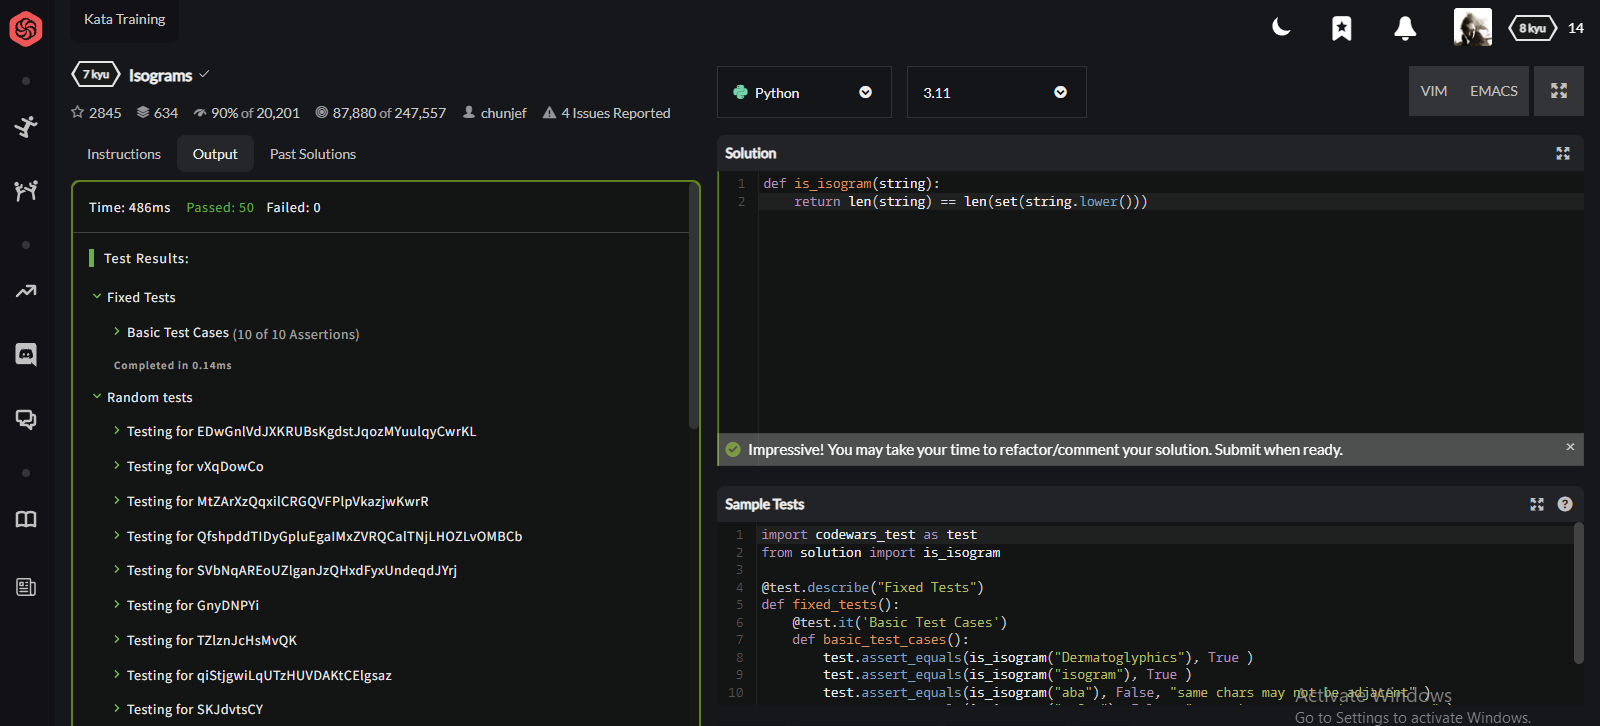 Kata Training
8 kyu 14
7 kyu Isograms
2845 634 90% of 20,201 87,880 of 247,557 chunjef 4 Issues Reported
Instructions Output Past Solutions
Time: 486ms Passed: 50 Failed: 0
Test Results:
Fixed Tests
Basic Test Cases (10 of 10 Assertions)
Completed in 0.14ms
Random tests
Testing for EDwGnlVdJXKRUBsKgdstJqozMYuulqyCwrKL
Testing for vXqDowCo
Testing for MtZArXzQqxilCRGQVFPlpVkazjwKwrR
Testing for QfshpddTIDyGpluEgaIMxZVRQCalTNjLHOZLvOMBCb
Testing for SVbNqAREoUZlganJzQHxdFyxUndeqdJYrj
Testing for GnyDNPYi
Testing for TZlznJcHsMvQK
Testing for qiStjgwiLqUTzHUVDAKtCElgsaz
Testing for SKJdvtsCY
Python 3.11 VIM EMACS
Solution
1 def is_isogram(string):
2 return len(string) == len(set(string.lower()))
Impressive! You may take your time to refactor/comment your solution. Submit when ready. ×
Sample Tests ?
1 import codewars_test as test
2 from solution import is_isogram
3
4 @test.describe("Fixed Tests")
5 def fixed_tests():
6 @test.it('Basic Test Cases')
7 def basic_test_cases():
8 test.assert_equals(is_isogram("Dermatoglyphics"), True )
9 test.assert_equals(is_isogram("isogram"), True )
10 test.assert_equals(is_isogram("aba"), False, "same chars may not be adjacent" )
Activate Windows
Go to Settings to activate Windows.